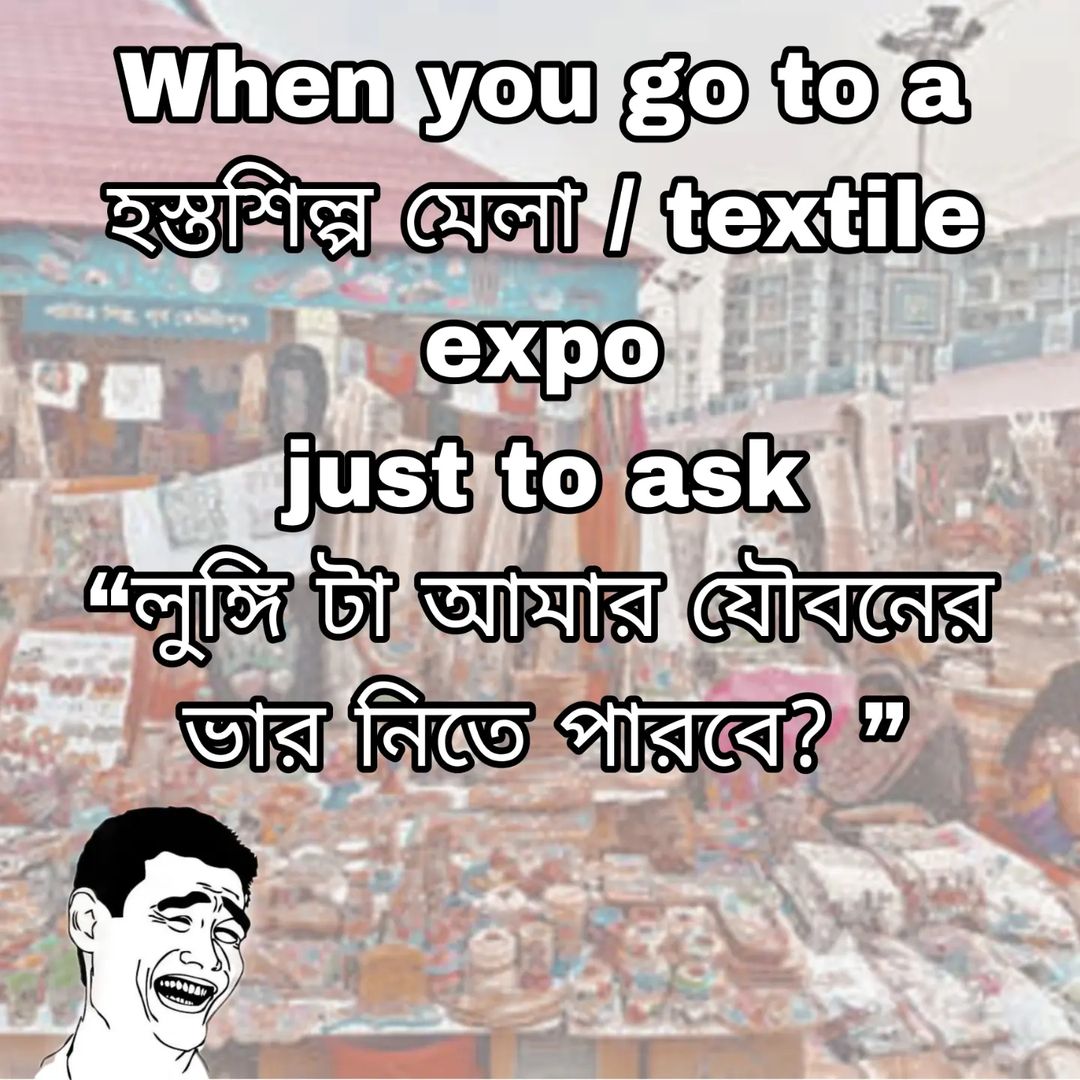 When you go to a
হস্তশিল্প মেলা / textile
expo
just to ask
“লুঙ্গি টা আমার যৌবনের
ভার নিতে পারবে? ”